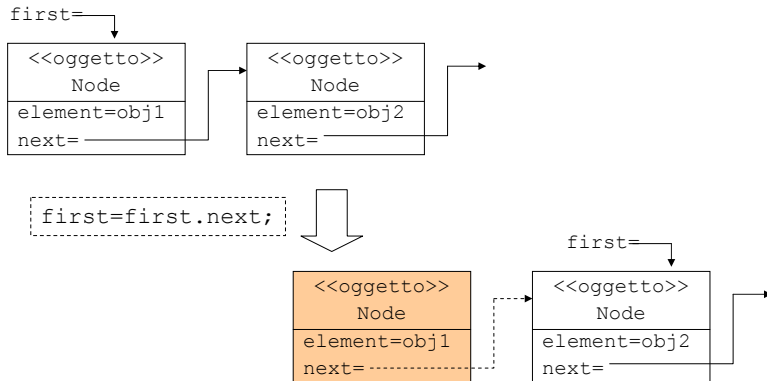 first=
<<oggetto>>
Node
element=obj1
next=
<<oggetto>>
Node
element=obj2
next=
first=first.next;
first=
<<oggetto>>
Node
element=obj1
next=
<<oggetto>>
Node
element=obj2
next=